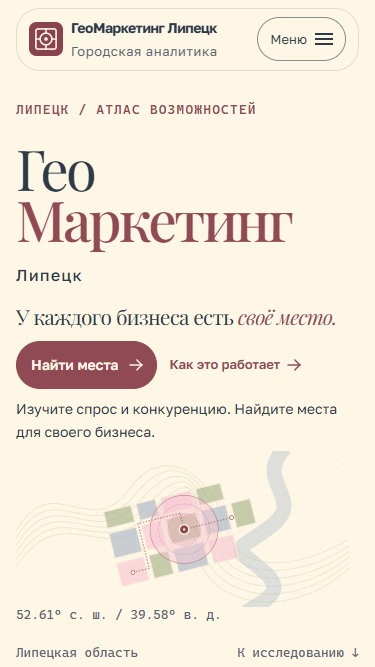 ГеоМаркетинг Липецк
Городская аналитика
Меню
ЛИПЕЦК / АТЛАС ВОЗМОЖНОСТЕЙ
Гео
Маркетинг
Липецк
У каждого бизнеса есть своё место.
Найти места →
Как это работает →
Изучите спрос и конкуренцию. Найдите места
для своего бизнеса.
52.61° с. ш. / 39.58° в. д.
Липецкая область
К исследованию ↓